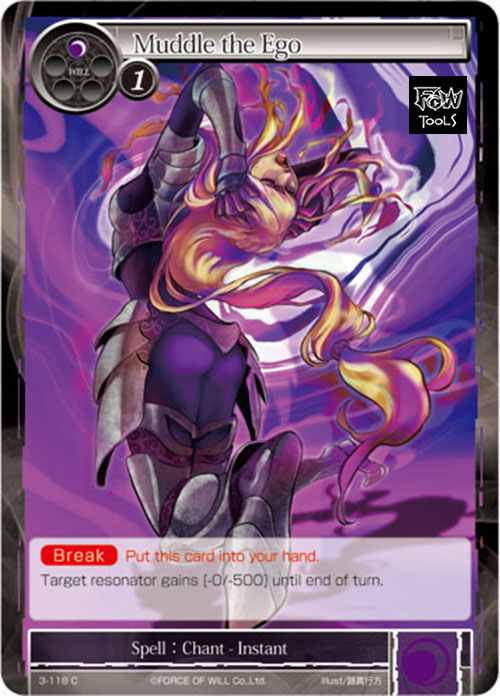 Muddle the Ego
WILL
1
FOW
TOOLS
Break Put this card into your hand.
Target resonator gains [-0/-500] until end of turn.
Spell : Chant - Instant
3-118 C ©FORCE OF WILL Co.,Ltd. Illust/